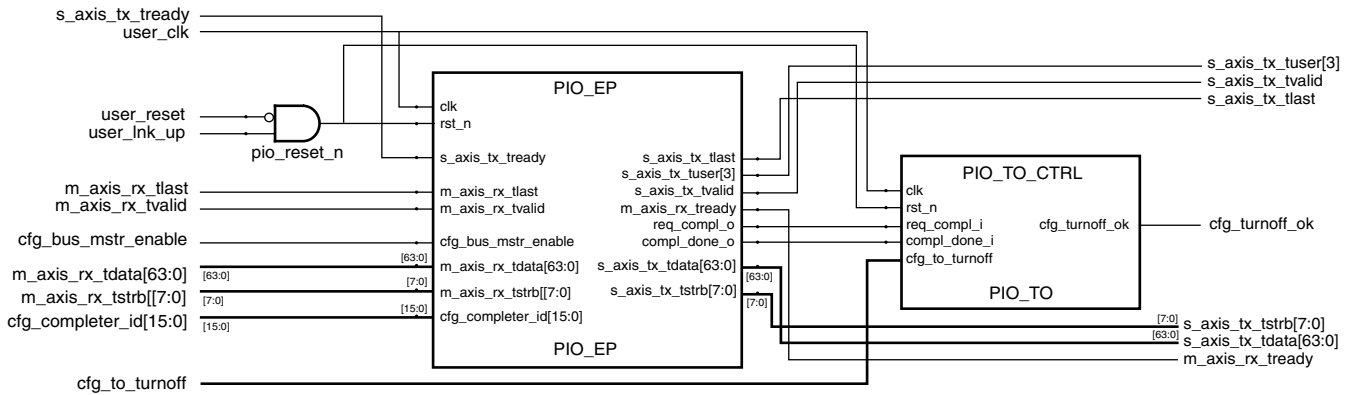 s_axis_tx_tready
user_clk
user_reset
user_lnk_up
pio_reset_n
m_axis_rx_tlast
m_axis_rx_tvalid
cfg_bus_mstr_enable
m_axis_rx_tdata[63:0]
[63:0]
m_axis_rx_tstrb[[7:0]
[7:0]
cfg_completer_id[15:0]
[15:0]
cfg_to_turnoff
[63:0]
[7:0]
[15:0]
PIO_EP
clk
rst_n
s_axis_tx_tready
m_axis_rx_tlast
m_axis_rx_tvalid
cfg_bus_mstr_enable
m_axis_rx_tdata[63:0]
m_axis_rx_tstrb[[7:0]
cfg_completer_id[15:0]
s_axis_tx_tlast
s_axis_tx_tuser[3]
s_axis_tx_tvalid
m_axis_rx_tready
req_compl_o
compl_done_o
s_axis_tx_tdata[63:0]
s_axis_tx_tstrb[7:0]
PIO_EP
[63:0]
[7:0]
PIO_TO_CTRL
clk
rst_n
req_compl_i
compl_done_i
cfg_to_turnoff
cfg_turnoff_ok
PIO_TO
s_axis_tx_tuser[3]
s_axis_tx_tvalid
s_axis_tx_tlast
cfg_turnoff_ok
[7:0]
s_axis_tx_tstrb[7:0]
[63:0]
s_axis_tx_tdata[63:0]
m_axis_rx_tready